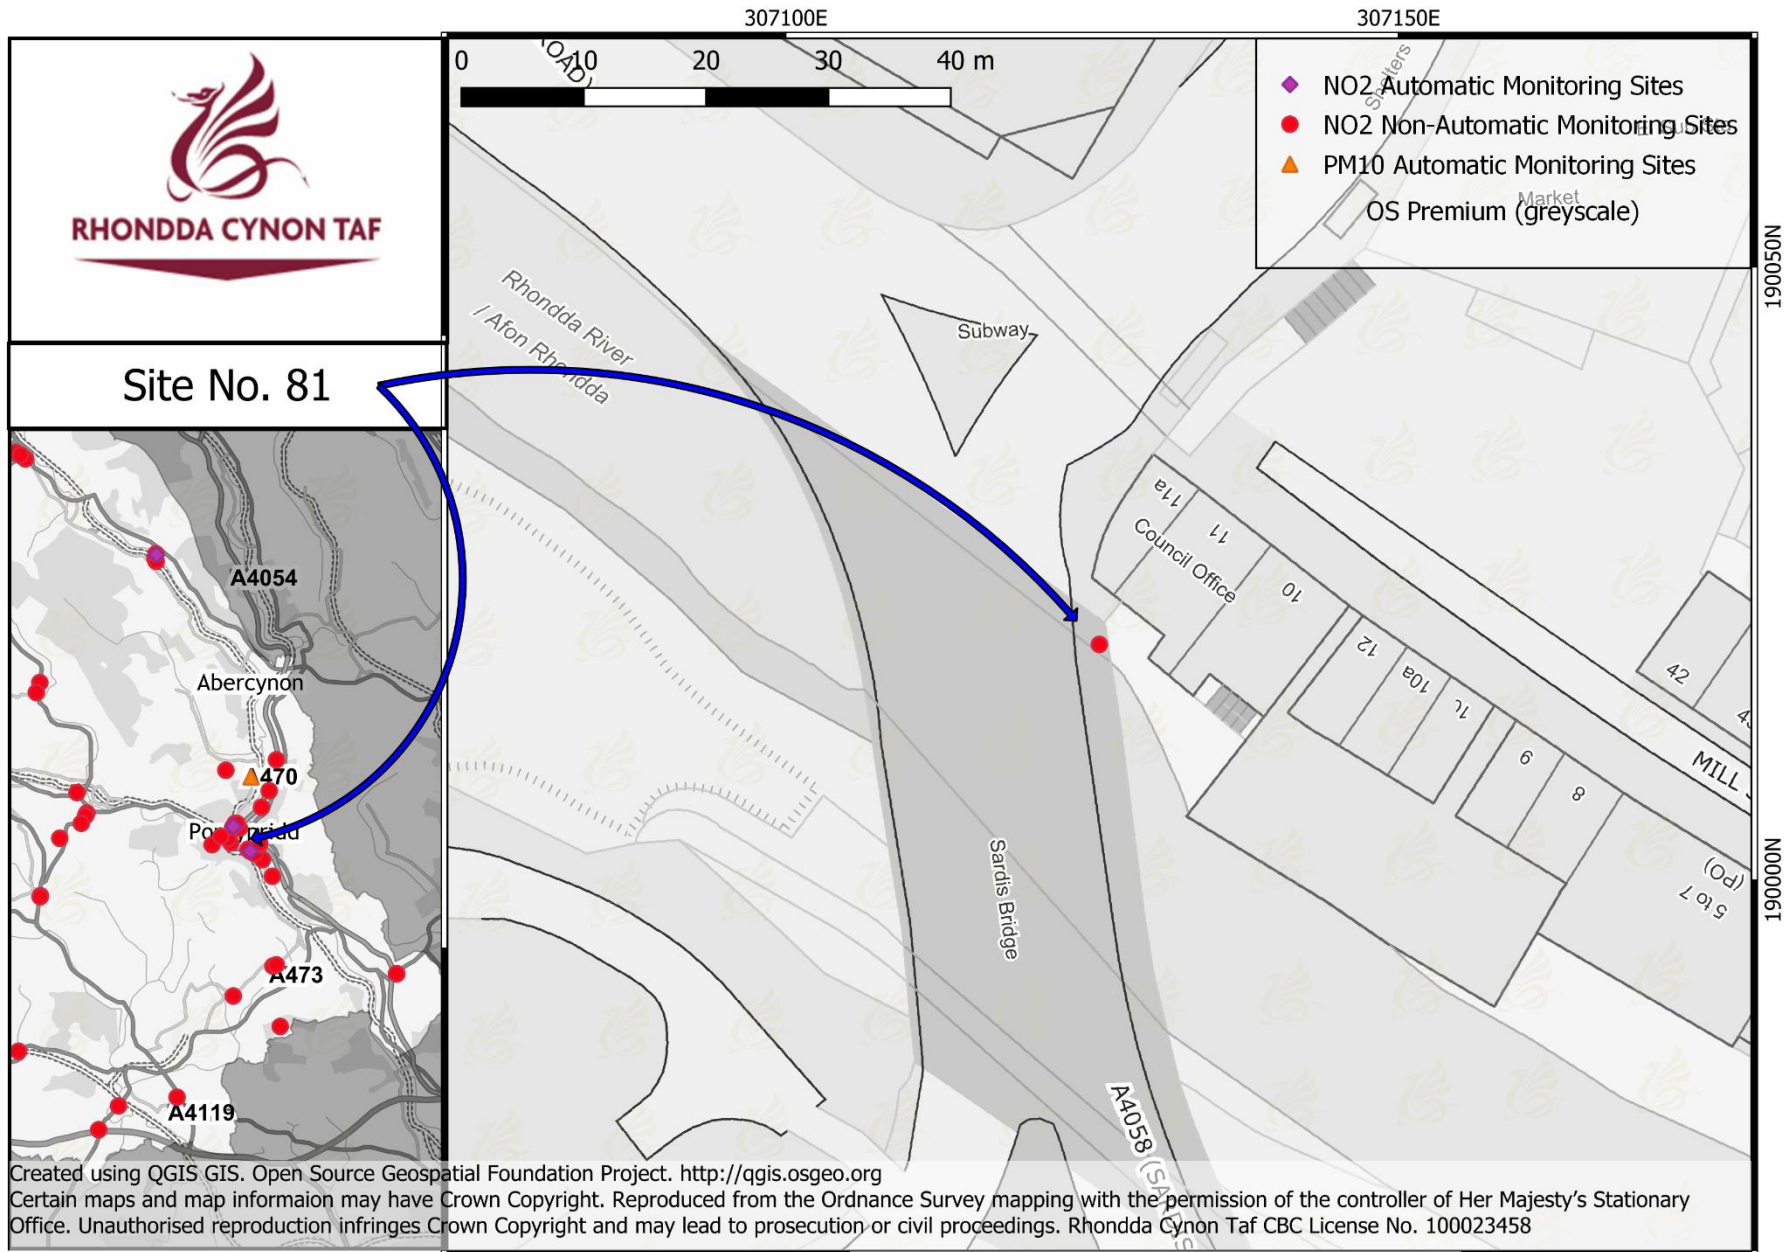 307100E
307150E
RHONDDA CYNON TAF
Site No. 81
0 10 20 30 40 m
OAD)
NO2 Automatic Monitoring Sites
NO2 Non-Automatic Monitoring Sites
PM10 Automatic Monitoring Sites
OS Premium (greyscale)
Shelters
Market
190050N
190000N
Rhondda River
/ Afon Rhondda
Subway
11a
11
Council Office
10
12
10a
9
8
42
MILL
5 to 7
(PO)
Sardis Bridge
A4058 (SARDIS
A4054
Abercynon
A470
Pontypridd
A473
A4119
Created using QGIS GIS. Open Source Geospatial Foundation Project. http://qgis.osgeo.org
Certain maps and map informaion may have Crown Copyright. Reproduced from the Ordnance Survey mapping with the permission of the controller of Her Majesty's Stationary
Office. Unauthorised reproduction infringes Crown Copyright and may lead to prosecution or civil proceedings. Rhondda Cynon Taf CBC License No. 100023458